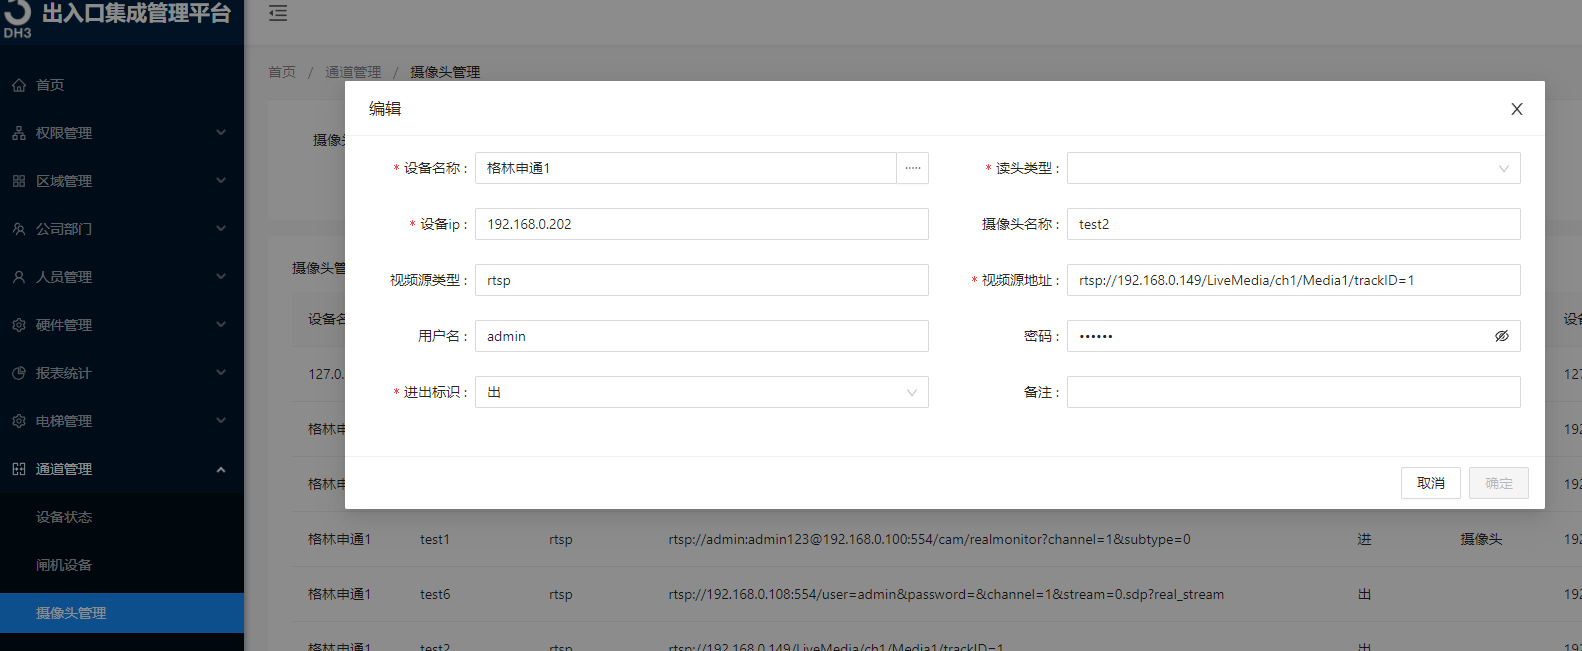 出入口集成管理平台
DH3
首页
权限管理
区域管理
公司部门
人员管理
硬件管理
报表统计
电梯管理
通道管理
设备状态
闸机设备
摄像头管理
首页 / 通道管理 / 摄像头管理
摄像
编辑
* 设备名称 : 格林申通1 ·····
* 读头类型 :
* 设备ip : 192.168.0.202
摄像头名称 : test2
视频源类型 : rtsp
* 视频源地址 : rtsp://192.168.0.149/LiveMedia/ch1/Media1/trackID=1
用户名 : admin
密码 : ••••••
* 进出标识 : 出
备注 :
取消 确定
摄像头管
设备名 设备
127.0. 127
格林申 192
格林申 192
格林申通1 test1 rtsp rtsp://admin:admin123@192.168.0.100:554/cam/realmonitor?channel=1&subtype=0 进 摄像头 192
格林申通1 test6 rtsp rtsp://192.168.0.108:554/user=admin&password=&channel=1&stream=0.sdp?real_stream 出 192
格林申通1 test2 rtsp rtsp://192.168.0.149/LiveMedia/ch1/Media1/trackID=1 出 192